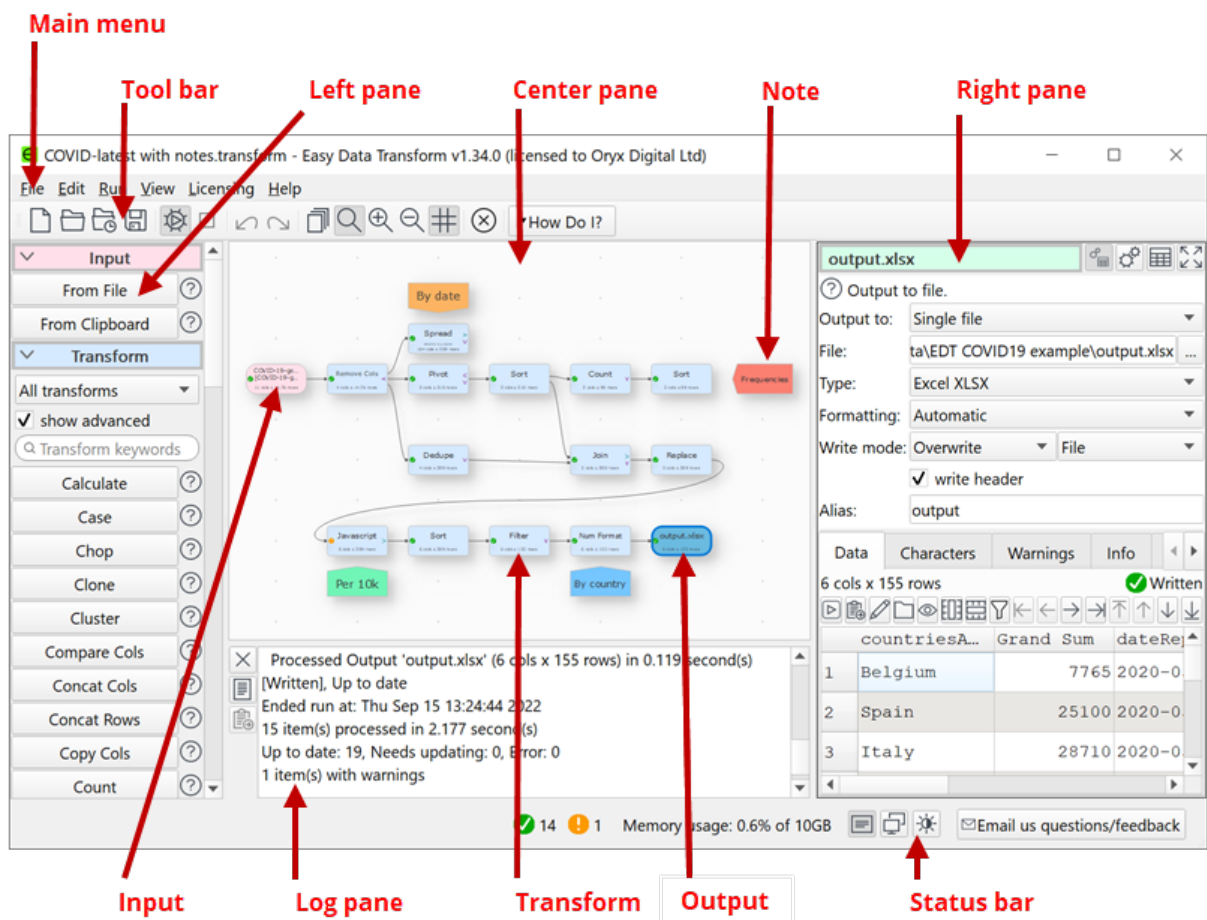 Main menu
Tool bar
Left pane
Center pane
Note
Right pane
COVID-latest with notes.transform - Easy Data Transform v1.34.0 (licensed to Oryx Digital Ltd)
File Edit Run View Licensing Help
How Do I?
Input
From File
From Clipboard
Transform
All transforms
show advanced
Transform keywords
Calculate
Case
Chop
Clone
Cluster
Compare Cols
Concat Cols
Concat Rows
Copy Cols
Count
By date
Spread
Remove Cols
Pivot
Sort
Count
Sort
Frequencies
Dedupe
Join
Replace
Javascript
Sort
Filter
Num Format
output.xlsx
Per 10k
By country
Processed Output 'output.xlsx' (6 cols x 155 rows) in 0.119 second(s)
[Written], Up to date
Ended run at: Thu Sep 15 13:24:44 2022
15 item(s) processed in 2.177 second(s)
Up to date: 19, Needs updating: 0, Error: 0
1 item(s) with warnings
output.xlsx
Output to file.
Output to: Single file
File: ta\EDT COVID19 example\output.xlsx ...
Type: Excel XLSX
Formatting: Automatic
Write mode: Overwrite File
write header
Alias: output
Data Characters Warnings Info
6 cols x 155 rows Written
countriesA... Grand Sum dateRe
1 Belgium 7765 2020-0
2 Spain 25100 2020-0
3 Italy 28710 2020-0
14 1 Memory usage: 0.6% of 10GB Email us questions/feedback
Input
Log pane
Transform
Output
Status bar